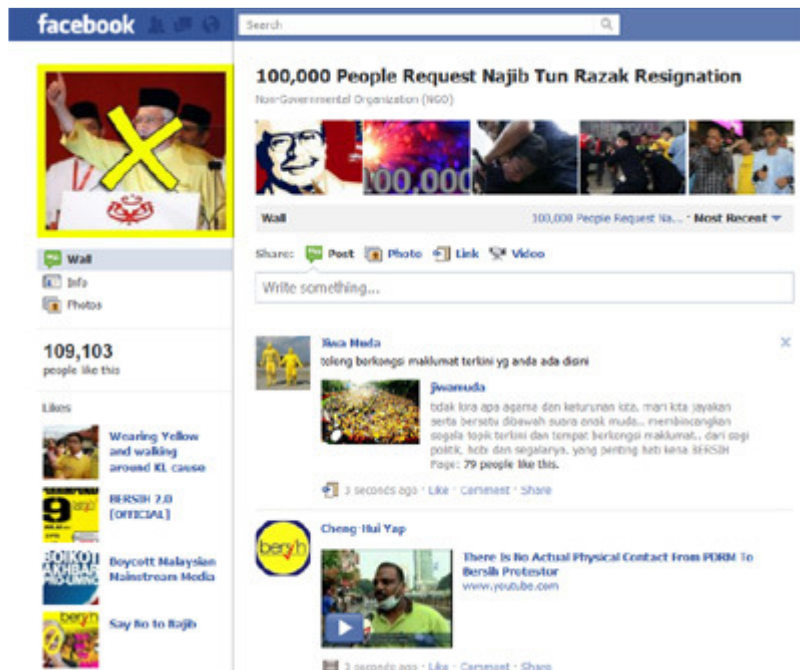 facebook
Search
100,000 People Request Najib Tun Razak Resignation
Non-Governmental Organization (NGO)
100,000
Wall
100,000 People Request Na... · Most Recent
Share:
Post
Photo
Link
Video
Write something...
Wall
Info
Photos
109,103
people like this
Likes
Wearing Yellow
and walking
around KL cause
9
BERSIH 2.0
[OFFICIAL]
BOIKOT
AKHBAR
PRO-UMNO
Boycott Malaysian
Mainstream Media
bersih
Say No to Najib
Jiwa Muda
tolong berkongsi maklumat terkini yg anda ada disini
jiwamuda
tidak kira apa agama dan keturunan kita, mari kita jayakan
serta bersatu dibawah suara anak muda.. membincangkan
segala topik terkini dan tempat berkongsi maklumat.. dari segi
politik, hobi dan segalanya, yang penting hati kena BERSIH
Page: 79 people like this.
3 seconds ago · Like · Comment · Share
bersih
Cheng-Hui Yap
There Is No Actual Physical Contact From PDRM To
Bersih Protestor
www.youtube.com
3 seconds ago · Like · Comment · Share